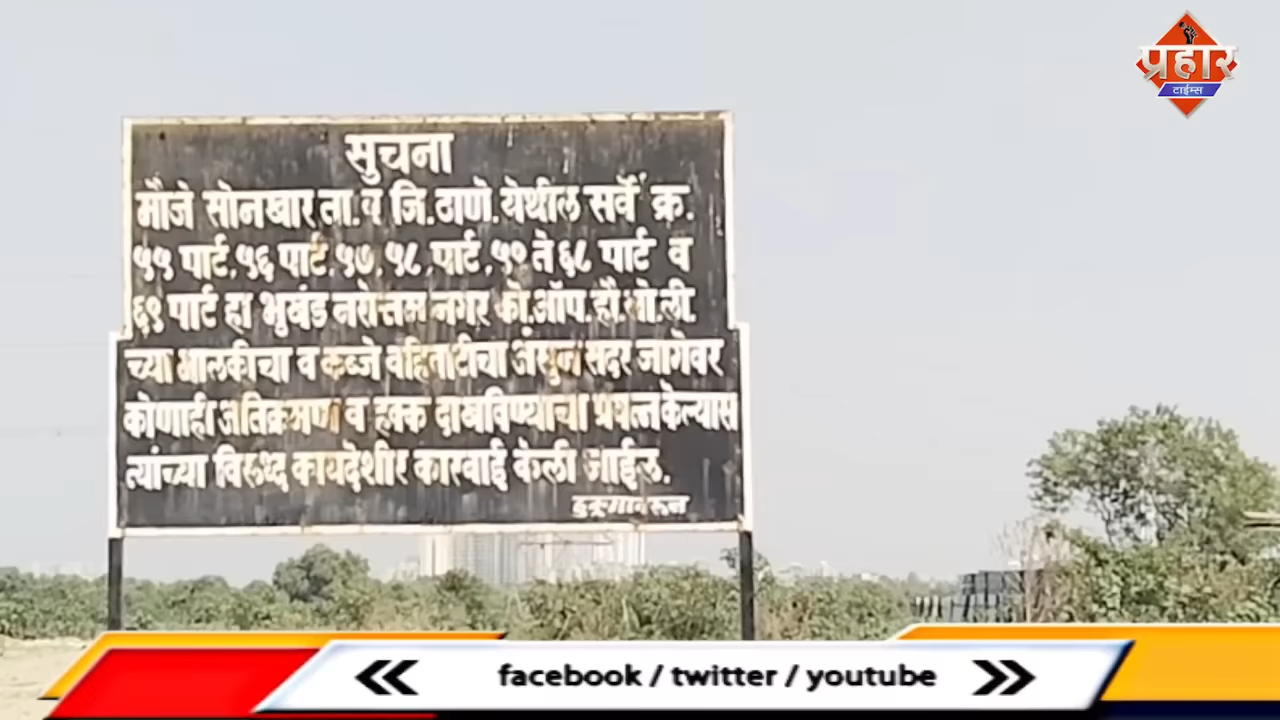 प्रहार
टाईम्स
सुचना
मौजे सोनखार ता. व जि. ठाणे. येथील सर्वे क्र.
५५ पार्ट, ५६ पार्ट, ५७, ५८, पार्ट, ५९ ते ६८ पार्ट व
६९ पार्ट हा भुखंड नरोत्तम नगर को. ऑप. हौ. सो. ली.
च्या मालकीचा व कब्जे वहिवाटीचा असुन सदर जागेवर
कोणाही अतिक्रमण व हक्क दाखविण्याचा प्रयत्न केल्यास
त्यांच्या विरूध्द कायदेशीर कारवाई केली जाईल.
हुकुमावरून
facebook / twitter / youtube